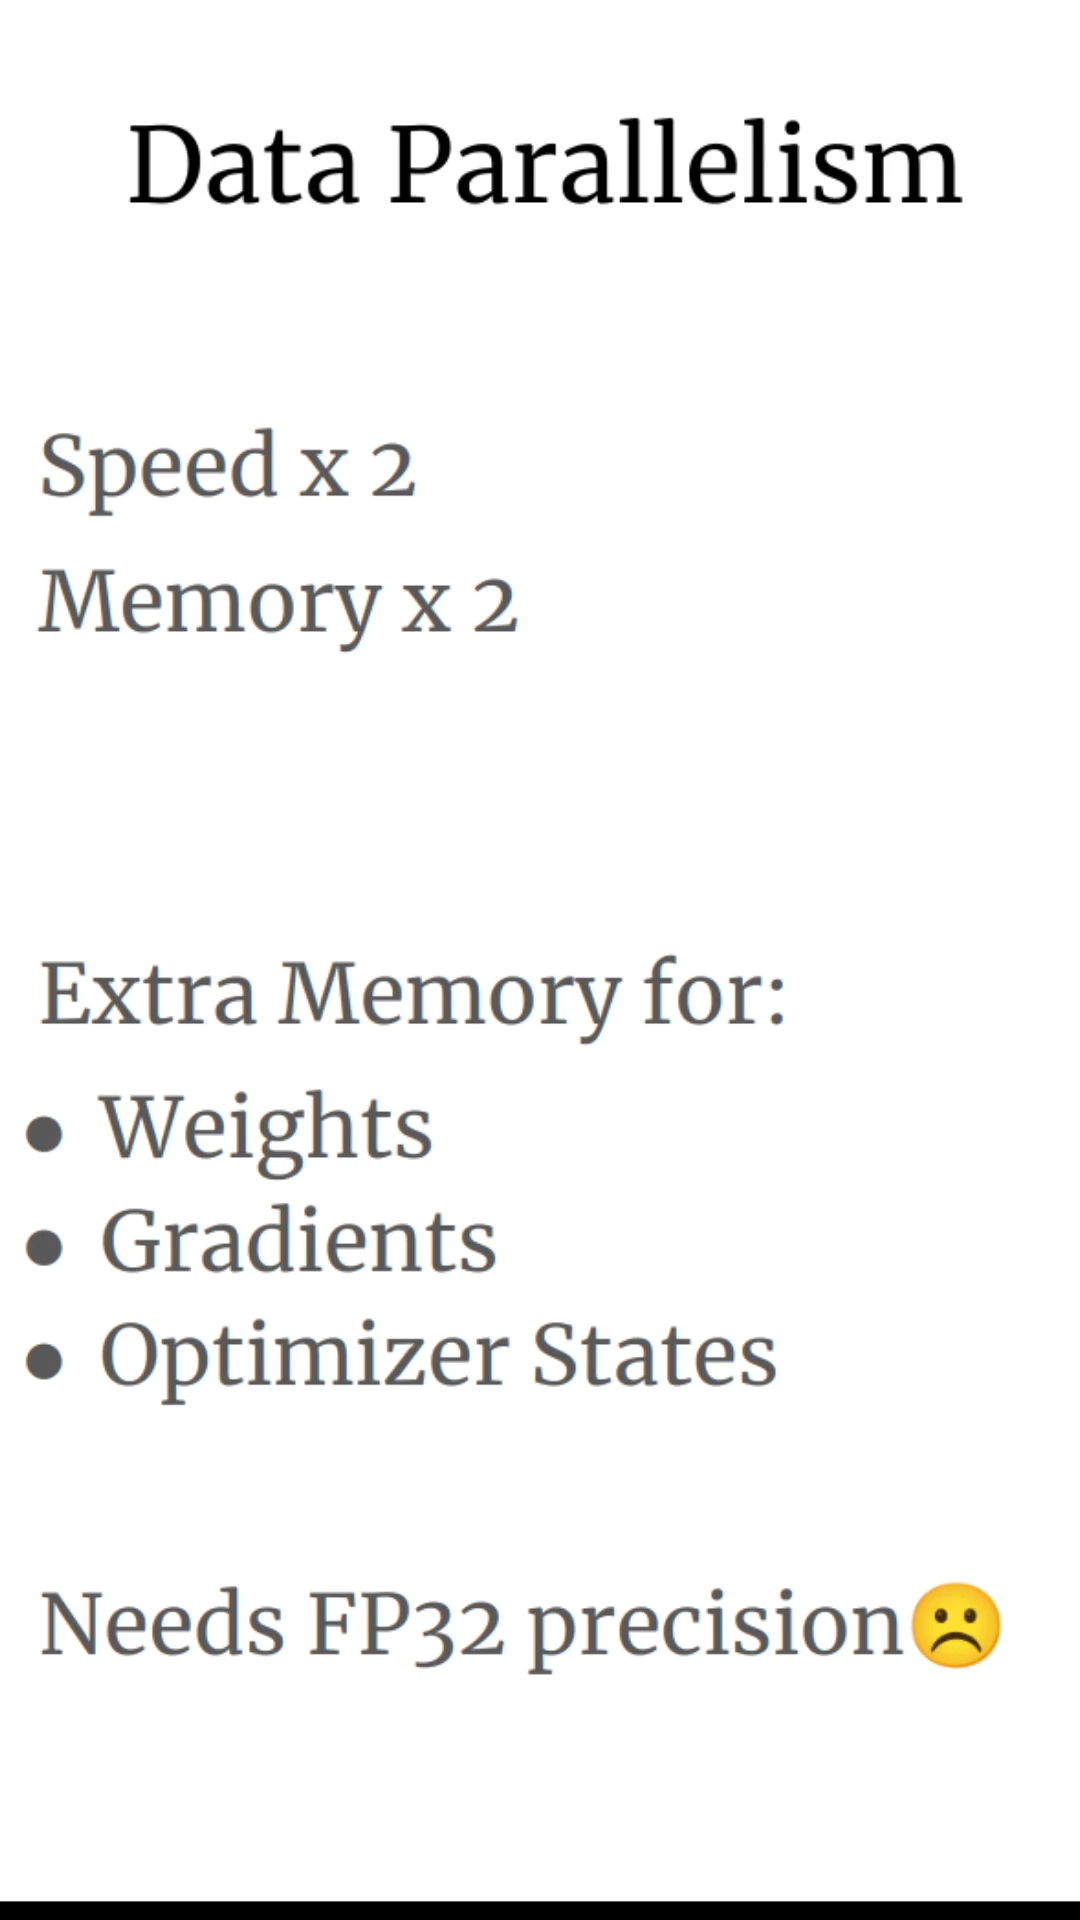 Data Parallelism
Speed x 2
Memory x 2
Extra Memory for:
● Weights
● Gradients
● Optimizer States
Needs FP32 precision☹️